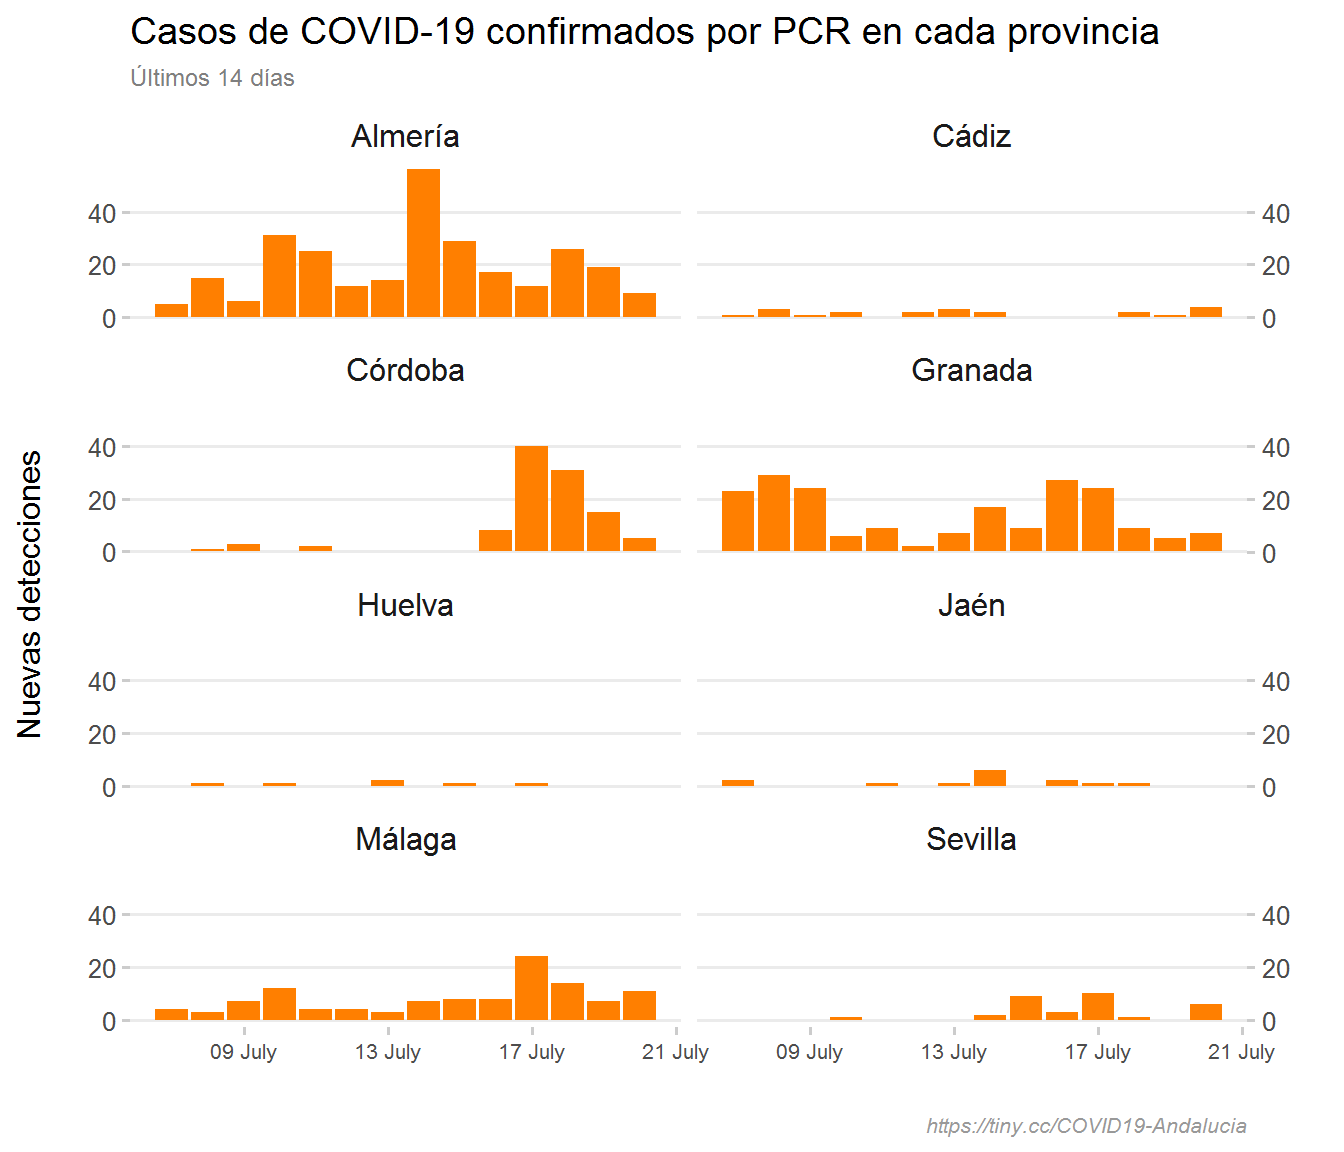 Casos de COVID-19 confirmados por PCR en cada provincia
Últimos 14 días
Almería
Cádiz
40
20
0
40
20
0
Córdoba
Granada
40
20
0
40
20
0
Nuevas detecciones
Huelva
Jaén
40
20
0
40
20
0
Málaga
Sevilla
40
20
0
40
20
0
09 July 13 July 17 July 21 July
09 July 13 July 17 July 21 July
https://tiny.cc/COVID19-Andalucia